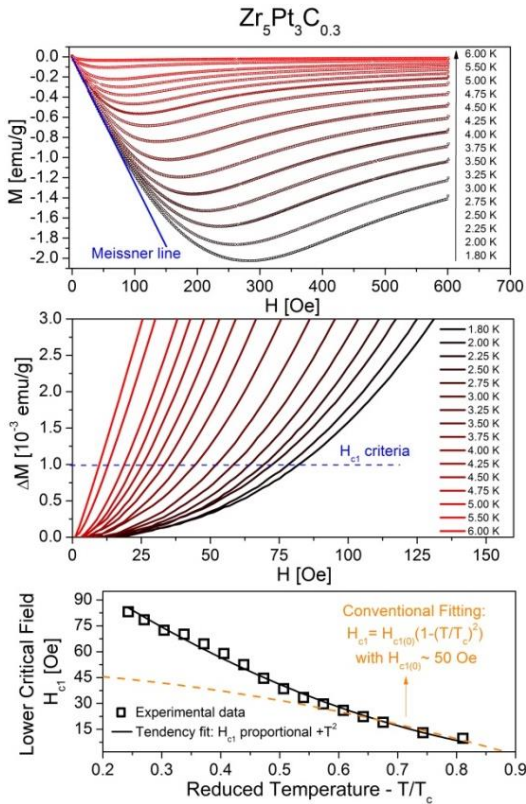 Zr5Pt3C0.3
0.0
-0.2
-0.4
-0.6
-0.8
-1.0
-1.2
-1.4
-1.6
-1.8
-2.0
M [emu/g]
Meissner line
6.00 K
5.50 K
5.00 K
4.75 K
4.50 K
4.25 K
4.00 K
3.75 K
3.50 K
3.25 K
3.00 K
2.75 K
2.50 K
2.25 K
2.00 K
1.80 K
0 100 200 300 400 500 600 700
H [Oe]
3.0
2.5
2.0
1.5
1.0
0.5
0.0
ΔM [10-3 emu/g]
Hc1 criteria
1.80 K
2.00 K
2.25 K
2.50 K
2.75 K
3.00 K
3.25 K
3.50 K
3.75 K
4.00 K
4.25 K
4.50 K
4.75 K
5.00 K
5.50 K
6.00 K
0 25 50 75 100 125 150
H [Oe]
90
75
60
45
30
15
Lower Critical Field
Hc1 [Oe]
Conventional Fitting:
Hc1= Hc1(0)(1-(T/Tc)2)
with Hc1(0)~ 50 Oe
Experimental data
Tendency fit: Hc1 proportional +T2
0.2 0.3 0.4 0.5 0.6 0.7 0.8 0.9
Reduced Temperature - T/Tc